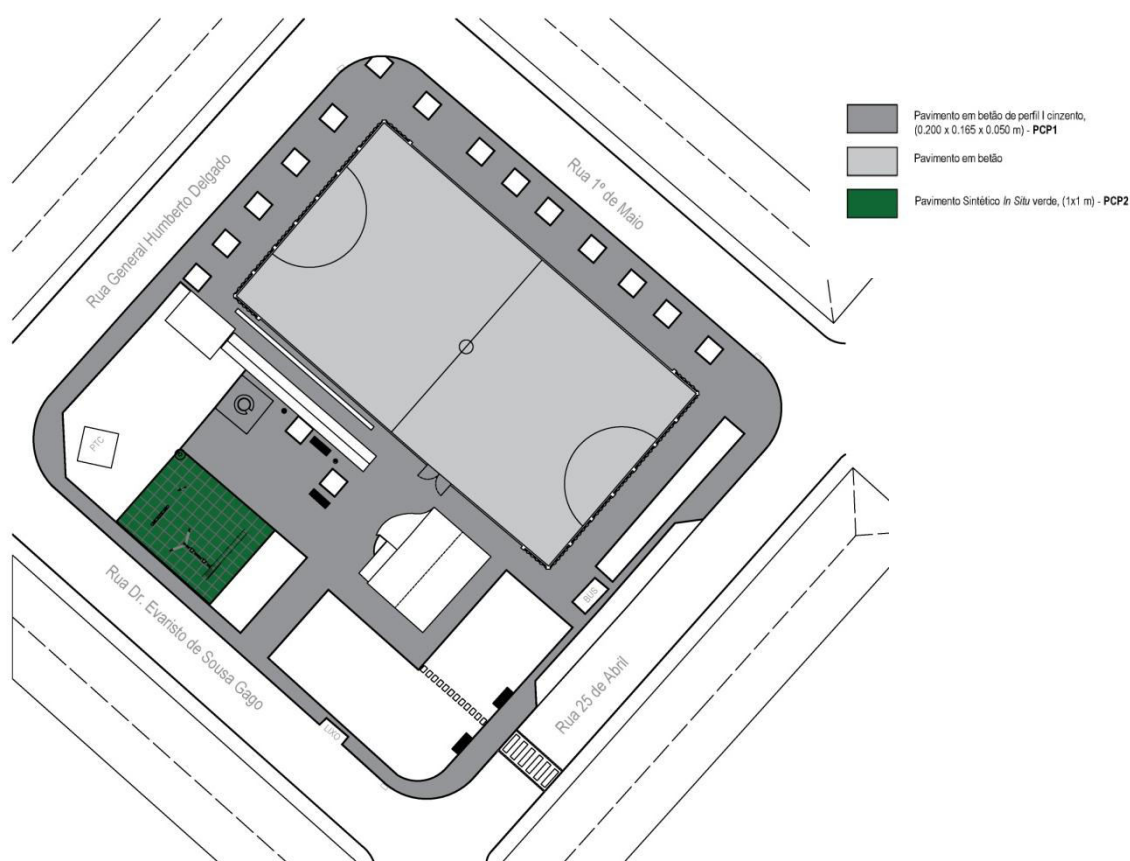 Pavimento em betão de perfil I cinzento,
(0.200 x 0.165 x 0.050 m) - PCP1
Pavimento em betão
Pavimento Sintético In Situ verde, (1x1 m) - PCP2
Rua General Humberto Delgado
Rua 1º de Maio
PTC
Rua Dr. Evaristo de Sousa Gago
BUS
Rua 25 de Abril
LIXO